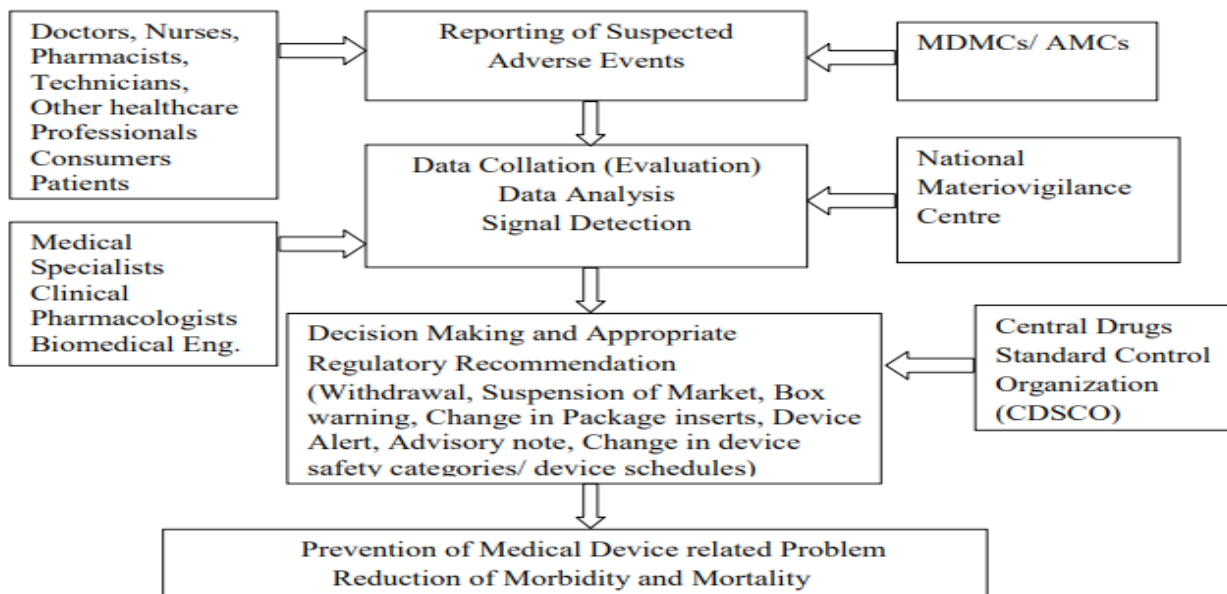 Doctors, Nurses,
Pharmacists,
Technicians,
Other healthcare
Professionals
Consumers
Patients
Reporting of Suspected
Adverse Events
MDMCs/ AMCs
Data Collation (Evaluation)
Data Analysis
Signal Detection
National
Materiovigilance
Centre
Medical
Specialists
Clinical
Pharmacologists
Biomedical Eng.
Decision Making and Appropriate
Regulatory Recommendation
(Withdrawal, Suspension of Market, Box
warning, Change in Package inserts, Device
Alert, Advisory note, Change in device
safety categories/ device schedules)
Central Drugs
Standard Control
Organization
(CDSCO)
Prevention of Medical Device related Problem
Reduction of Morbidity and Mortality